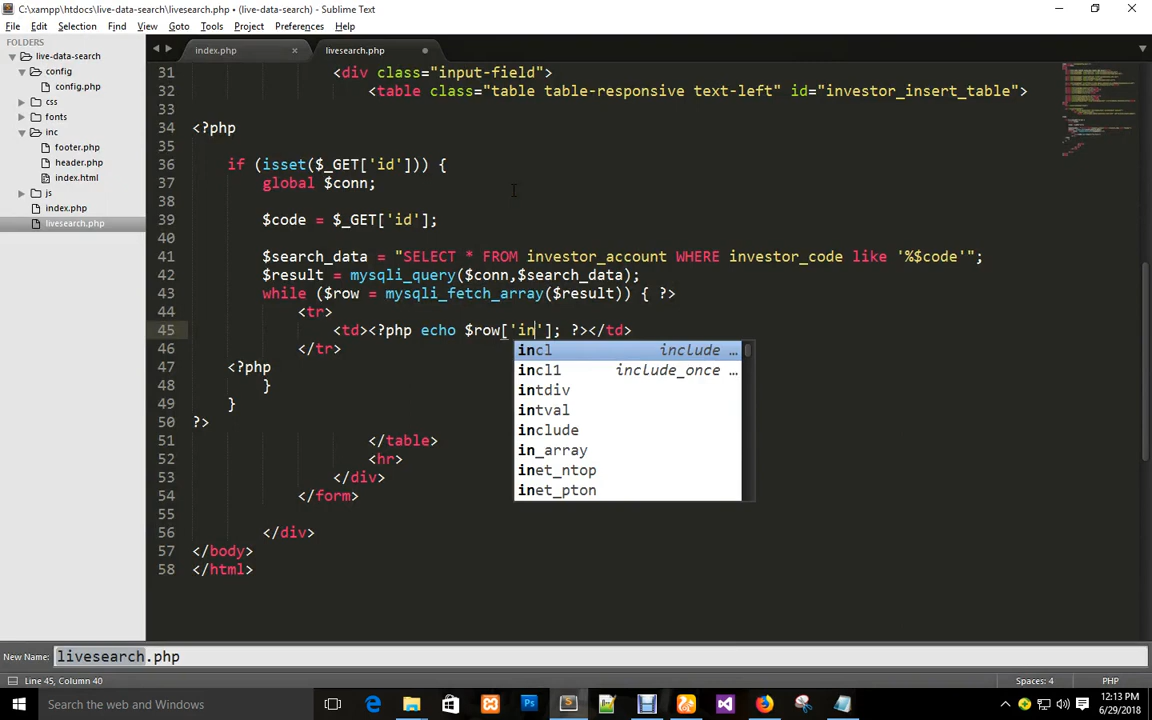 C:\xampp\htdocs\live-data-search\livesearch.php • (live-data-search) - Sublime Text
File Edit Selection Find View Goto Tools Project Preferences Help
FOLDERS
live-data-search
config
config.php
css
fonts
inc
footer.php
header.php
index.html
js
index.php
livesearch.php
index.php × livesearch.php
31 <div class="input-field">
32 <table class="table table-responsive text-left" id="investor_insert_table">
33
34 <?php
35
36 if (isset($_GET['id'])) {
37 global $conn;
38
39 $code = $_GET['id'];
40
41 $search_data = "SELECT * FROM investor_account WHERE investor_code like '%$code'";
42 $result = mysqli_query($conn,$search_data);
43 while ($row = mysqli_fetch_array($result)) { ?>
44 <tr>
45 <td><?php echo $row['in']; ?></td>
46 </tr>
47 <?php
48 }
49 }
50 ?>
51 </table>
52 <hr>
53 </div>
54 </form>
55
56 </div>
57 </body>
58 </html>
incl include …
incl1 include_once …
intdiv
intval
include
in_array
inet_ntop
inet_pton
New Name: livesearch.php
Line 45, Column 40 Spaces: 4 PHP
Search the web and Windows
12:13 PM
6/29/2018